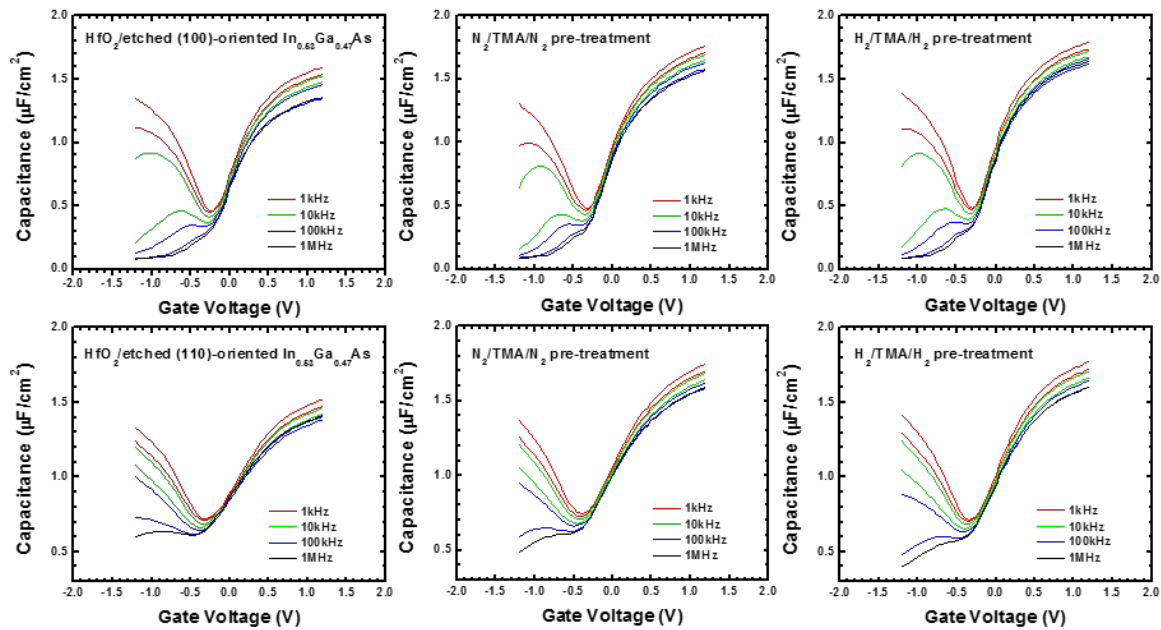 HfO2/etched (100)-oriented In0.53Ga0.47As
2.0
1.5
1.0
0.5
0.0
Capacitance (µF/cm2)
1kHz
10kHz
100kHz
1MHz
-2.0 -1.5 -1.0 -0.5 0.0 0.5 1.0 1.5 2.0
Gate Voltage (V)
N2/TMA/N2 pre-treatment
2.0
1.5
1.0
0.5
0.0
Capacitance (µF/cm2)
1kHz
10kHz
100kHz
1MHz
-2.0 -1.5 -1.0 -0.5 0.0 0.5 1.0 1.5 2.0
Gate Voltage (V)
H2/TMA/H2 pre-treatment
2.0
1.5
1.0
0.5
0.0
Capacitance (µF/cm2)
1kHz
10kHz
100kHz
1MHz
-2.0 -1.5 -1.0 -0.5 0.0 0.5 1.0 1.5 2.0
Gate Voltage (V)
HfO2/etched (110)-oriented In0.53Ga0.47As
2.0
1.5
1.0
0.5
Capacitance (µF/cm2)
1kHz
10kHz
100kHz
1MHz
-2.0 -1.5 -1.0 -0.5 0.0 0.5 1.0 1.5 2.0
Gate Voltage (V)
N2/TMA/N2 pre-treatment
2.0
1.5
1.0
0.5
Capacitance (µF/cm2)
1kHz
10kHz
100kHz
1MHz
-2.0 -1.5 -1.0 -0.5 0.0 0.5 1.0 1.5 2.0
Gate Voltage (V)
H2/TMA/H2 pre-treatment
2.0
1.5
1.0
0.5
Capacitance (µF/cm2)
1kHz
10kHz
100kHz
1MHz
-2.0 -1.5 -1.0 -0.5 0.0 0.5 1.0 1.5 2.0
Gate Voltage (V)